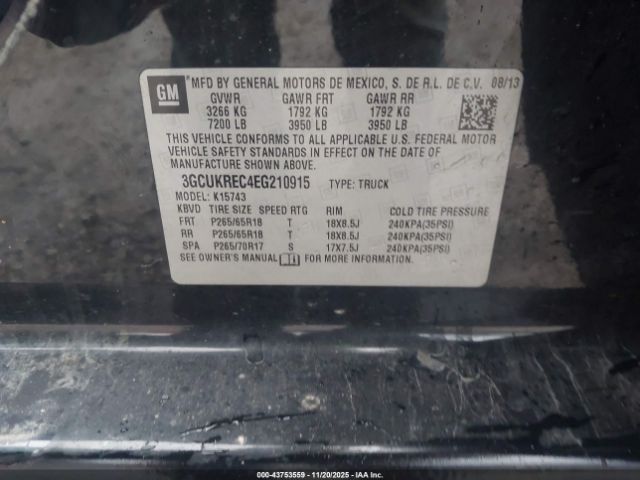 GM
MFD BY GENERAL MOTORS DE MEXICO, S. DE R.L. DE C.V. 08/13
GVWR GAWR FRT GAWR RR
3266 KG 1792 KG 1792 KG
7200 LB 3950 LB 3950 LB
THIS VEHICLE CONFORMS TO ALL APPLICABLE U.S. FEDERAL MOTOR
VEHICLE SAFETY STANDARDS IN EFFECT ON THE DATE OF
MANUFACTURE SHOWN ABOVE.
3GCUKREC4EG210915 TYPE: TRUCK
MODEL: K15743
KBVD TIRE SIZE SPEED RTG RIM COLD TIRE PRESSURE
FRT P265/65R18 T 18X8.5J 240KPA(35PSI)
RR P265/65R18 T 18X8.5J 240KPA(35PSI)
SPA P265/70R17 S 17X7.5J 240KPA(35PSI)
SEE OWNER'S MANUAL FOR MORE INFORMATION.
000-43753559 - 11/20/2025 - IAA Inc.